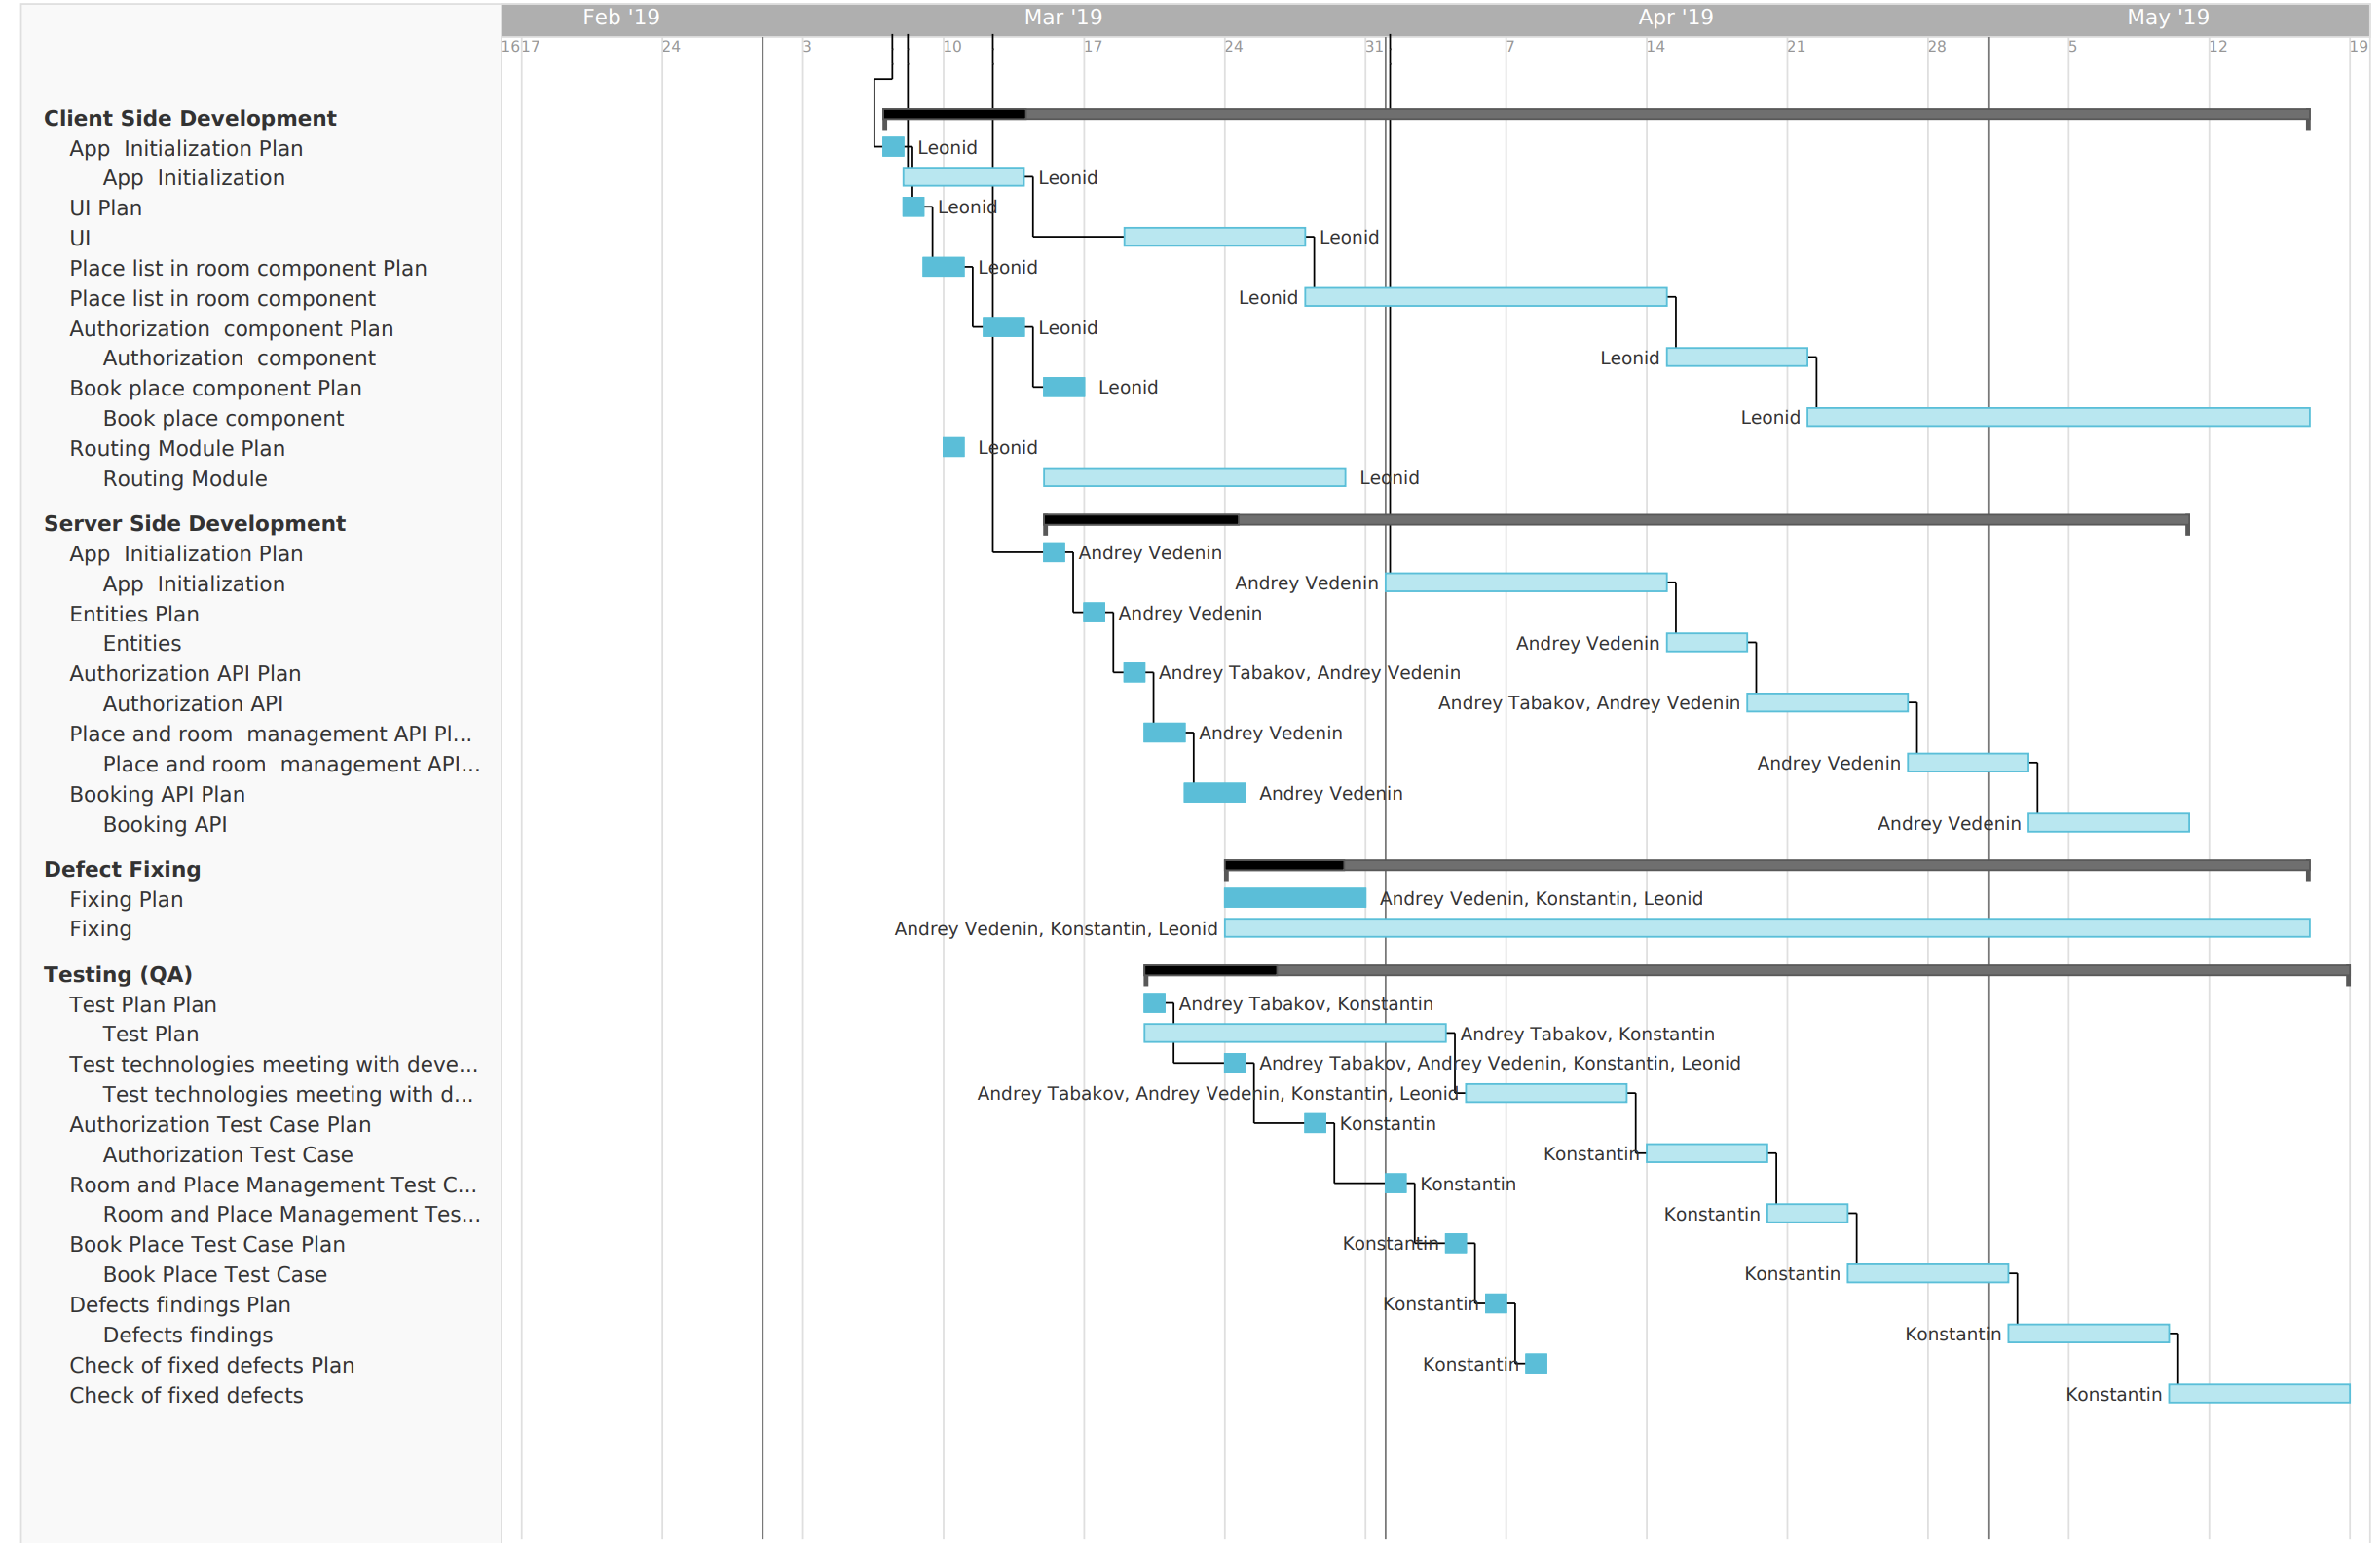 Feb '19 Mar '19 Apr '19 May '19
16 17 24 3 10 17 24 31 7 14 21 28 5 12 19
Client Side Development
App Initialization Plan Leonid
App Initialization Leonid
UI Plan Leonid
UI Leonid
Place list in room component Plan Leonid
Place list in room component Leonid
Authorization component Plan Leonid
Authorization component Leonid
Book place component Plan Leonid
Book place component Leonid
Routing Module Plan Leonid
Routing Module Leonid
Server Side Development
App Initialization Plan Andrey Vedenin
App Initialization Andrey Vedenin
Entities Plan Andrey Vedenin
Entities Andrey Vedenin
Authorization API Plan Andrey Tabakov, Andrey Vedenin
Authorization API Andrey Tabakov, Andrey Vedenin
Place and room management API Pl... Andrey Vedenin
Place and room management API... Andrey Vedenin
Booking API Plan Andrey Vedenin
Booking API Andrey Vedenin
Defect Fixing
Fixing Plan Andrey Vedenin, Konstantin, Leonid
Fixing Andrey Vedenin, Konstantin, Leonid
Testing (QA)
Test Plan Plan Andrey Tabakov, Konstantin
Test Plan Andrey Tabakov, Konstantin
Test technologies meeting with deve... Andrey Tabakov, Andrey Vedenin, Konstantin, Leonid
Test technologies meeting with d... Andrey Tabakov, Andrey Vedenin, Konstantin, Leonid
Authorization Test Case Plan Konstantin
Authorization Test Case Konstantin
Room and Place Management Test C... Konstantin
Room and Place Management Tes... Konstantin
Book Place Test Case Plan Konstantin
Book Place Test Case Konstantin
Defects findings Plan Konstantin
Defects findings Konstantin
Check of fixed defects Plan Konstantin
Check of fixed defects Konstantin